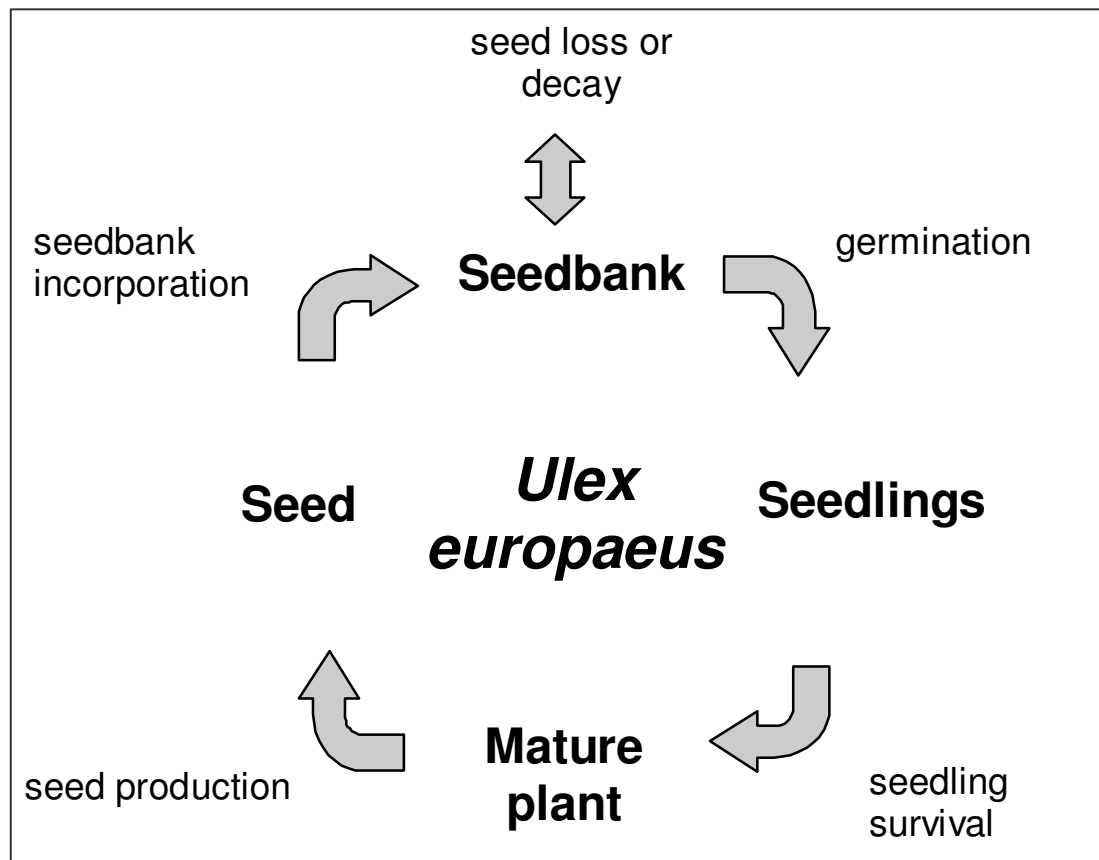 seed loss or
decay
seedbank
incorporation
Seedbank
germination
Seed
Ulex
europaeus
Seedlings
seed production
Mature
plant
seedling
survival